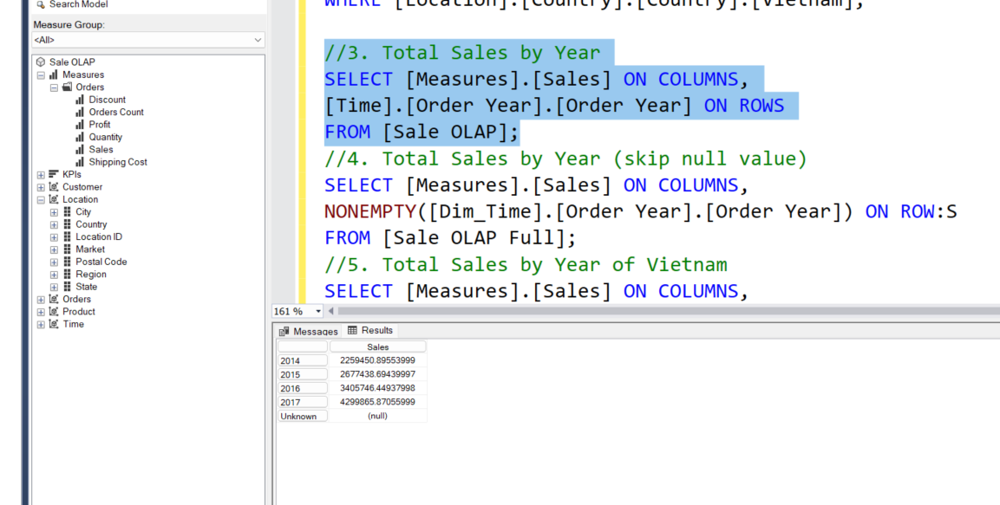 Search Model
Measure Group:
<All>
Sale OLAP
Measures
Orders
Discount
Orders Count
Profit
Quantity
Sales
Shipping Cost
KPIs
Customer
Location
City
Country
Location ID
Market
Postal Code
Region
State
Orders
Product
Time
WHERE [Location].[Country].[Country].[Vietnam];
//3. Total Sales by Year
SELECT [Measures].[Sales] ON COLUMNS,
[Time].[Order Year].[Order Year] ON ROWS
FROM [Sale OLAP];
//4. Total Sales by Year (skip null value)
SELECT [Measures].[Sales] ON COLUMNS,
NONEMPTY([Dim_Time].[Order Year].[Order Year]) ON ROW:S
FROM [Sale OLAP Full];
//5. Total Sales by Year of Vietnam
SELECT [Measures].[Sales] ON COLUMNS,
161 %
Messages Results
Sales
2014 2259450.89553999
2015 2677438.69439997
2016 3405746.44937998
2017 4299865.87055999
Unknown (null)